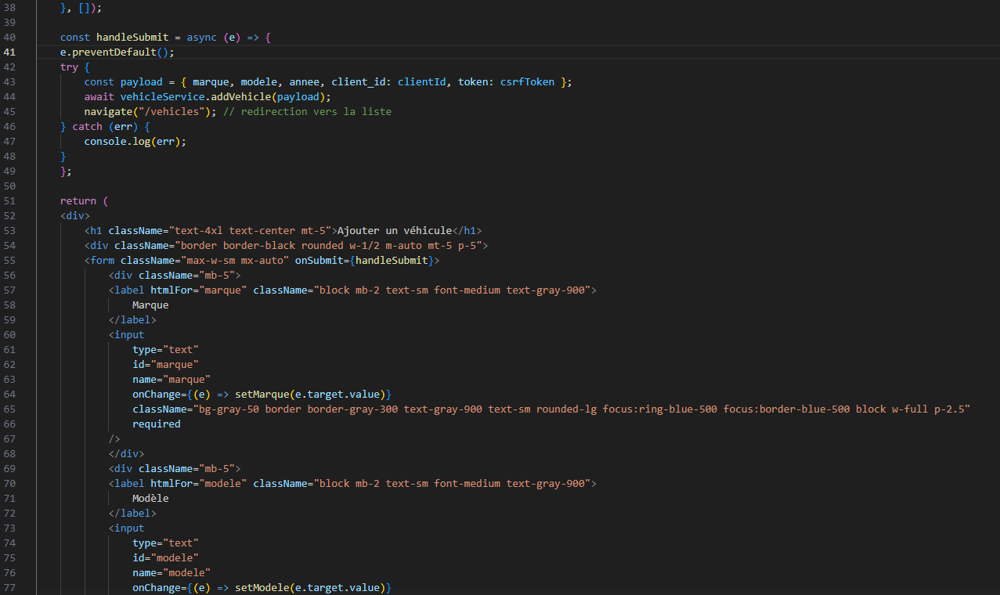 38 }, []);
39
40 const handleSubmit = async (e) => {
41 e.preventDefault();
42 try {
43 const payload = { marque, modele, annee, client_id: clientId, token: csrfToken };
44 await vehicleService.addVehicle(payload);
45 navigate("/vehicles"); // redirection vers la liste
46 } catch (err) {
47 console.log(err);
48 }
49 };
50
51 return (
52 <div>
53 <h1 className="text-4xl text-center mt-5">Ajouter un véhicule</h1>
54 <div className="border border-black rounded w-1/2 m-auto mt-5 p-5">
55 <form className="max-w-sm mx-auto" onSubmit={handleSubmit}>
56 <div className="mb-5">
57 <label htmlFor="marque" className="block mb-2 text-sm font-medium text-gray-900">
58 Marque
59 </label>
60 <input
61 type="text"
62 id="marque"
63 name="marque"
64 onChange={(e) => setMarque(e.target.value)}
65 className="bg-gray-50 border border-gray-300 text-gray-900 text-sm rounded-lg focus:ring-blue-500 focus:border-blue-500 block w-full p-2.5"
66 required
67 />
68 </div>
69 <div className="mb-5">
70 <label htmlFor="modele" className="block mb-2 text-sm font-medium text-gray-900">
71 Modèle
72 </label>
73 <input
74 type="text"
75 id="modele"
76 name="modele"
77 onChange={(e) => setModele(e.target.value)}